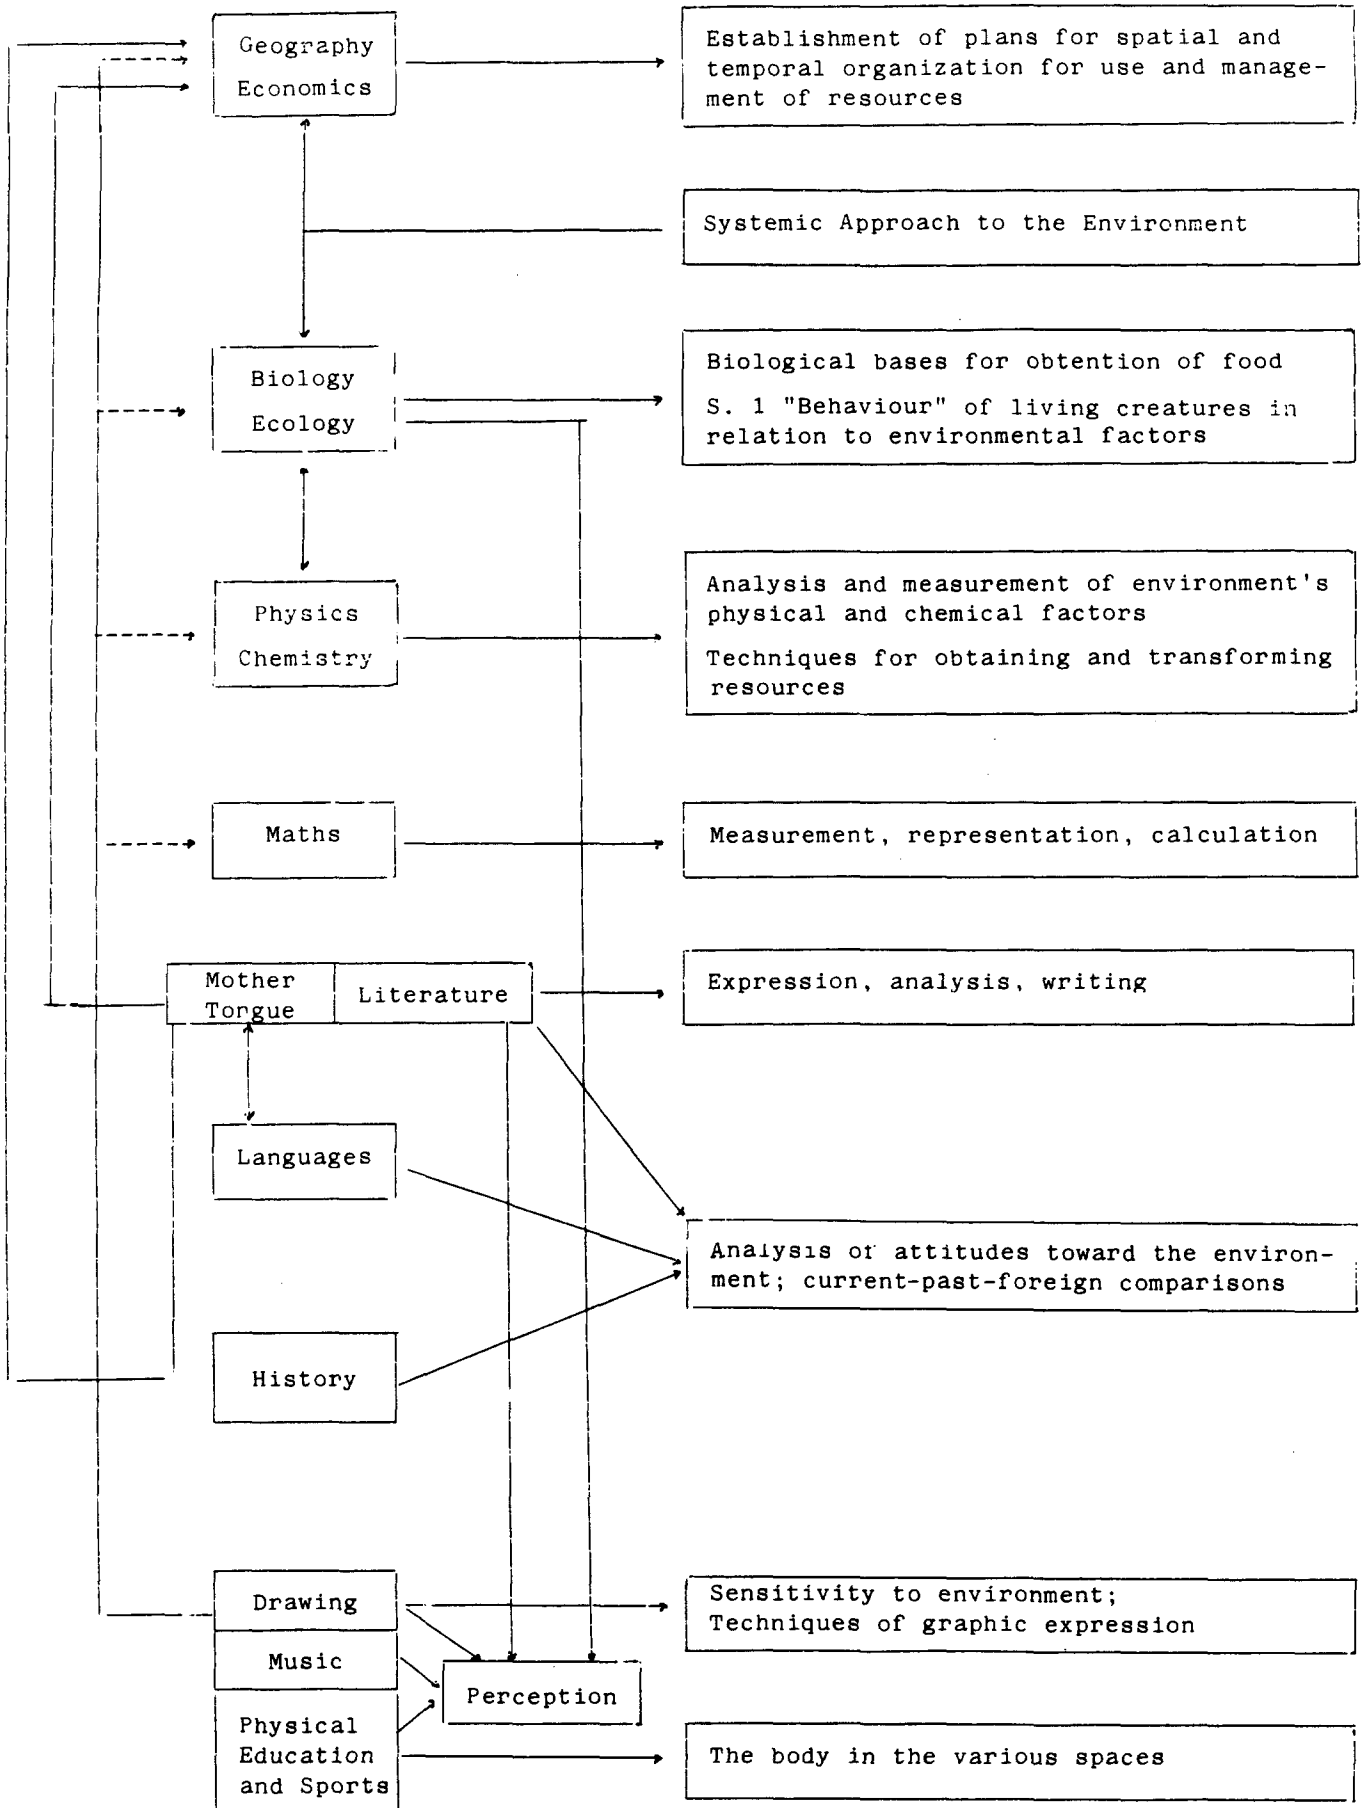 Geography
Economics
Establishment of plans for spatial and
temporal organization for use and manage-
ment of resources
Systemic Approach to the Environment
Biology
Ecology
Biological bases for obtention of food
S. 1 "Behaviour" of living creatures in
relation to environmental factors
Physics
Chemistry
Analysis and measurement of environment's
physical and chemical factors
Techniques for obtaining and transforming
resources
Maths
Measurement, representation, calculation
Mother
Tongue
Literature
Expression, analysis, writing
Languages
Analysis of attitudes toward the environ-
ment; current-past-foreign comparisons
History
Drawing
Sensitivity to environment;
Techniques of graphic expression
Music
Perception
Physical
Education
and Sports
The body in the various spaces